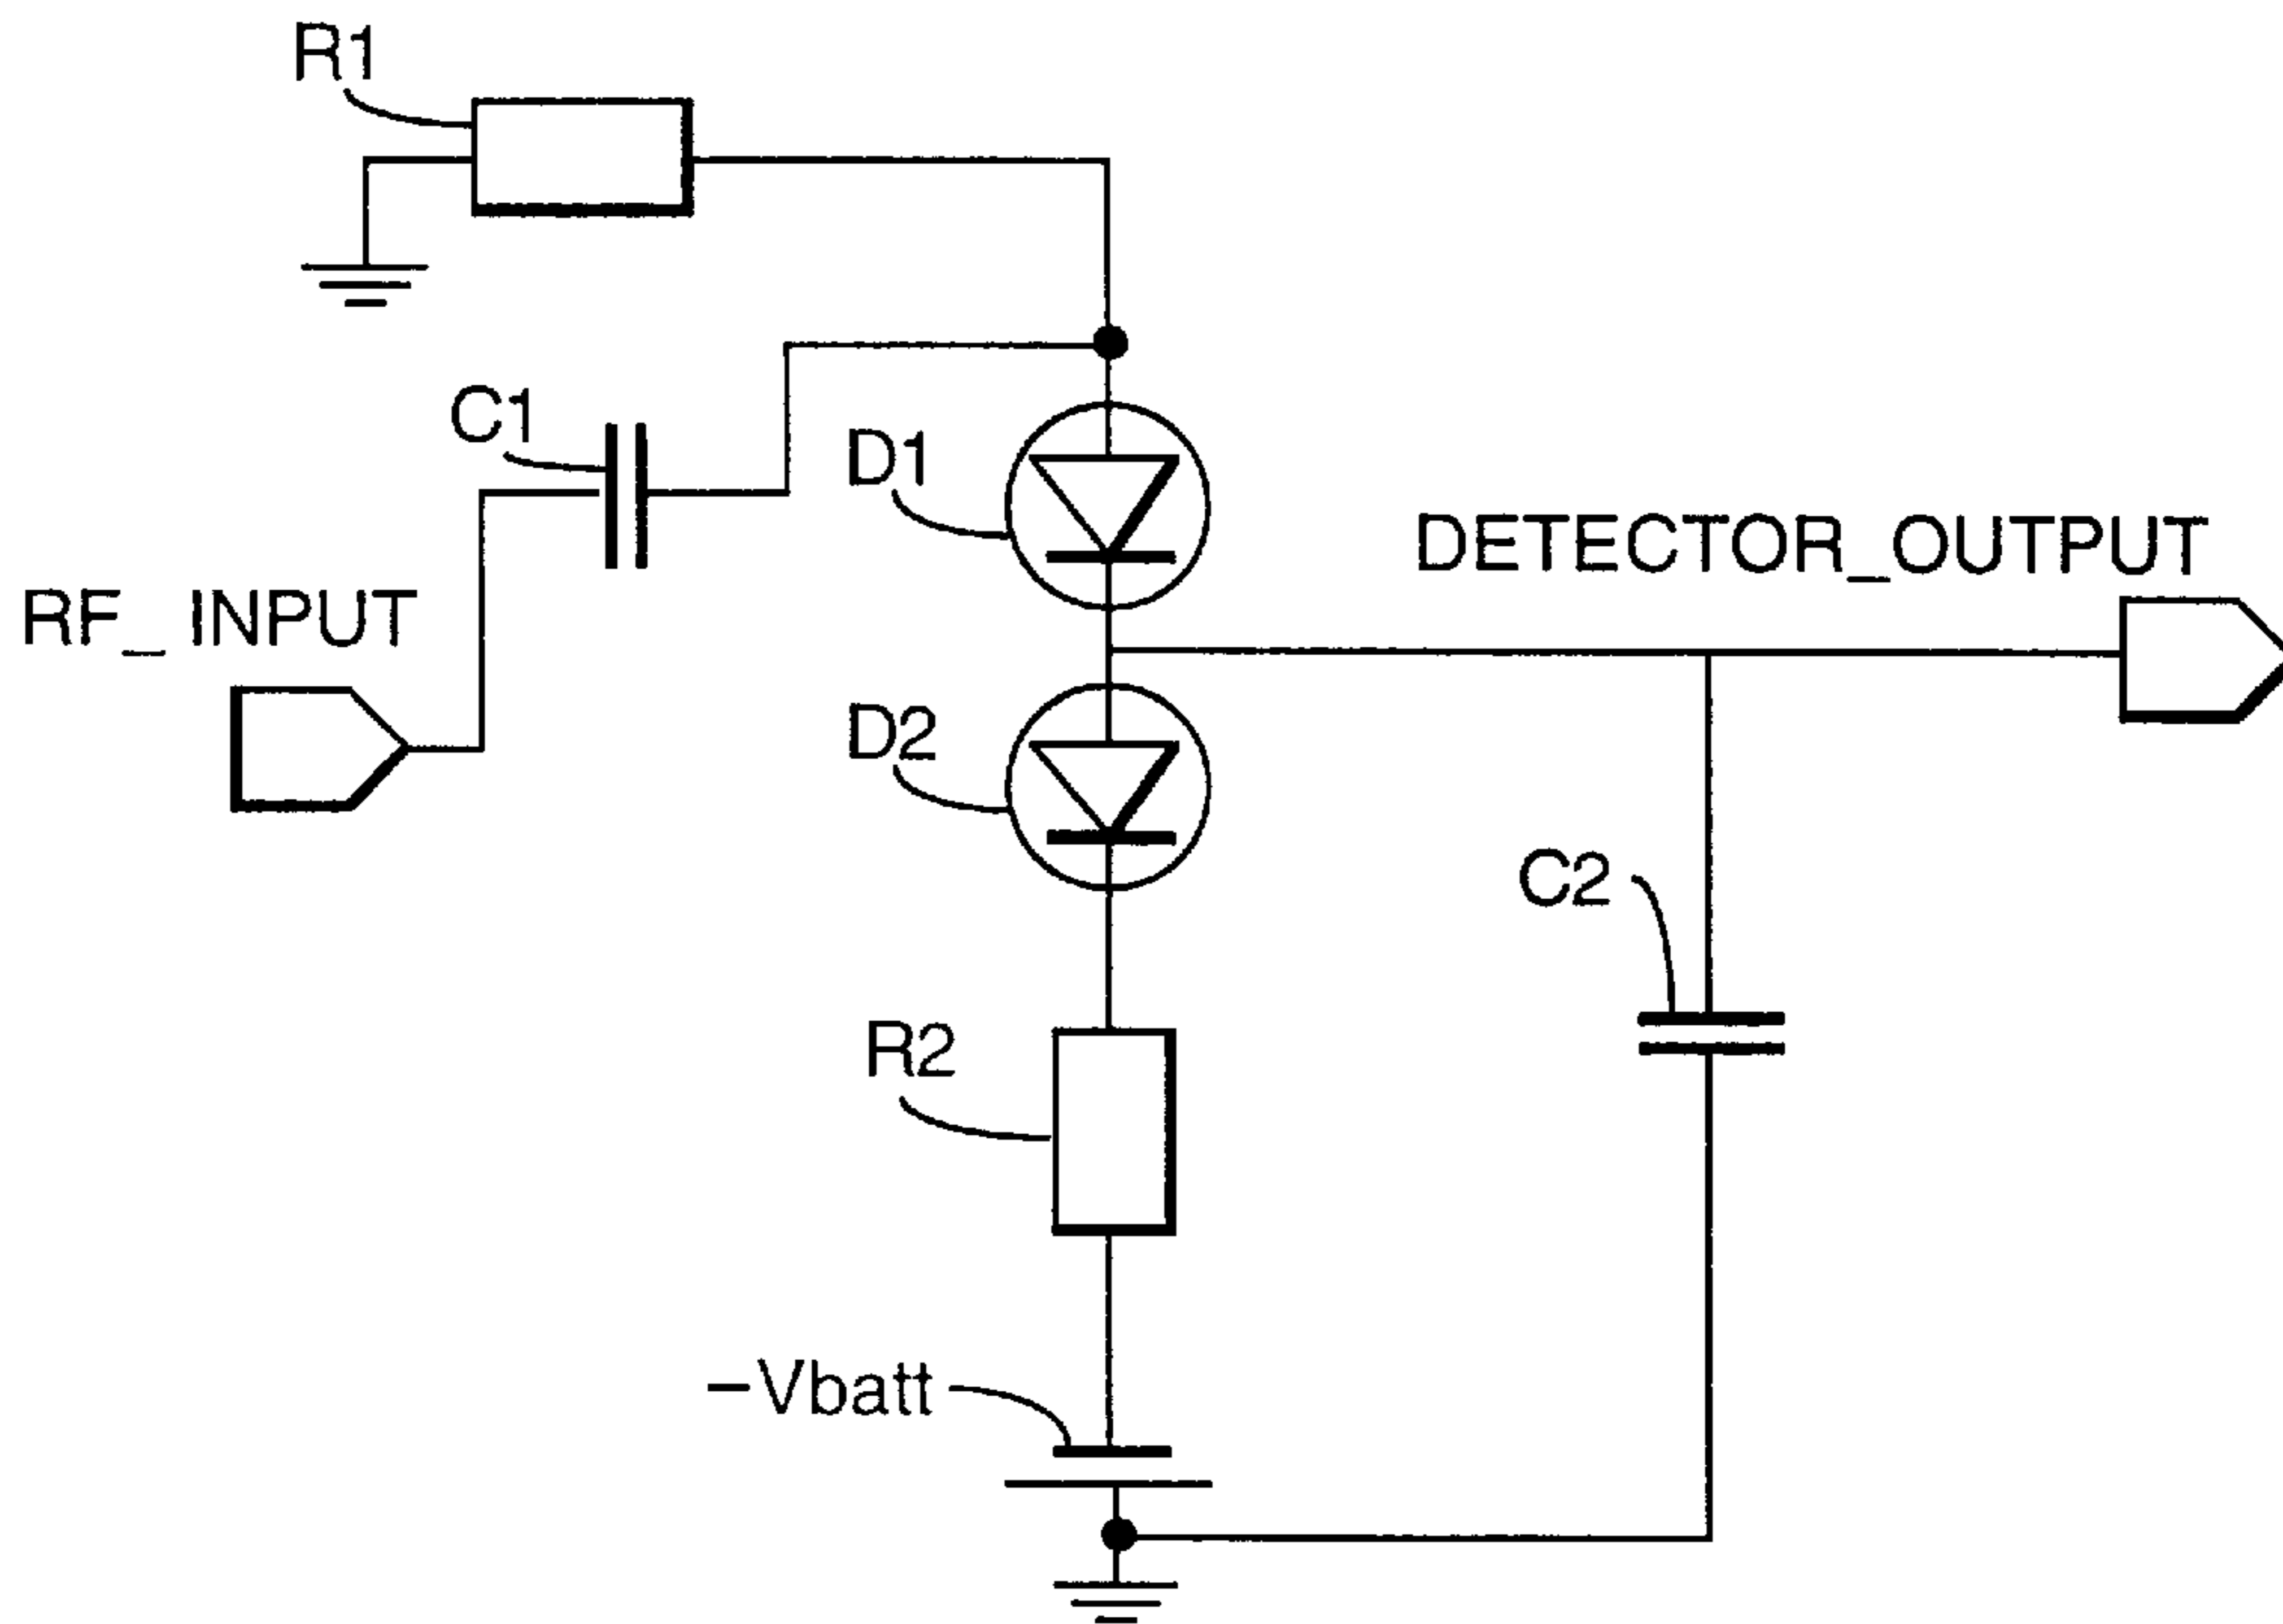 R1
C1
D1
DETECTOR_OUTPUT
RF_ INPUT
D2
C2
R2
−Vbatt